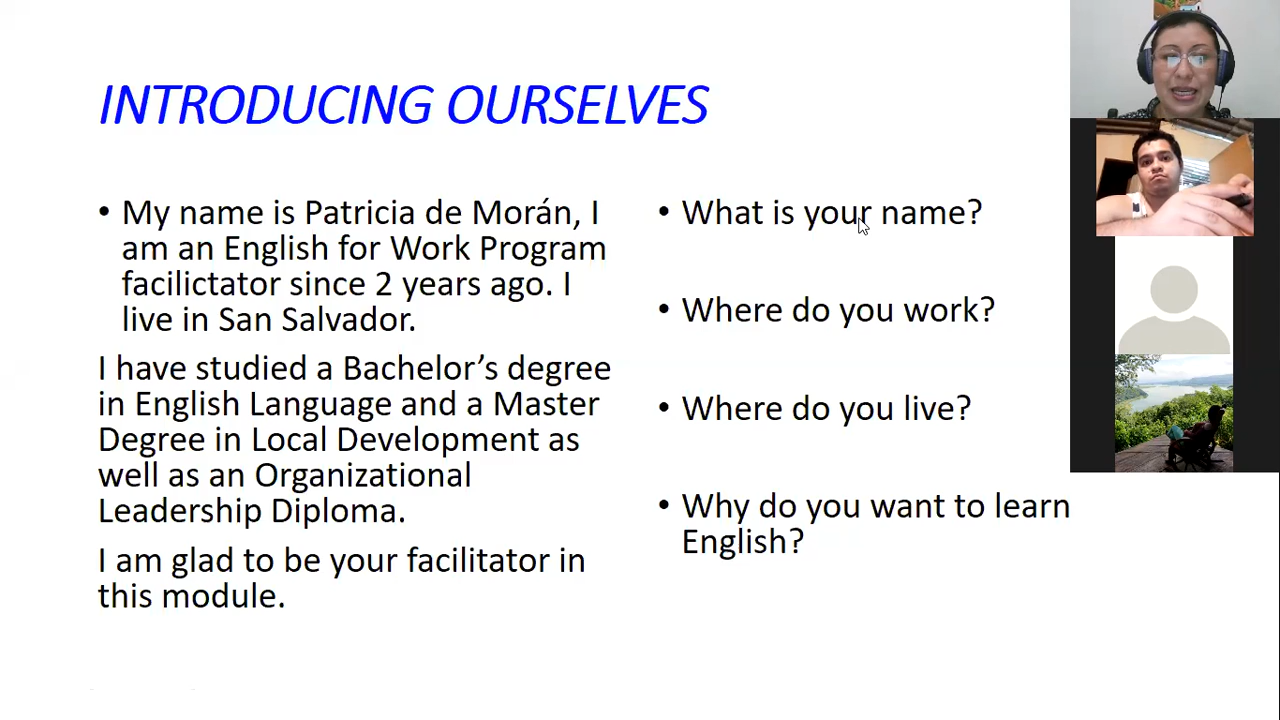 INTRODUCING OURSELVES
• My name is Patricia de Morán, I
am an English for Work Program
facilictator since 2 years ago. I
live in San Salvador.
I have studied a Bachelor’s degree
in English Language and a Master
Degree in Local Development as
well as an Organizational
Leadership Diploma.
I am glad to be your facilitator in
this module.
• What is your name?
• Where do you work?
• Where do you live?
• Why do you want to learn
English?